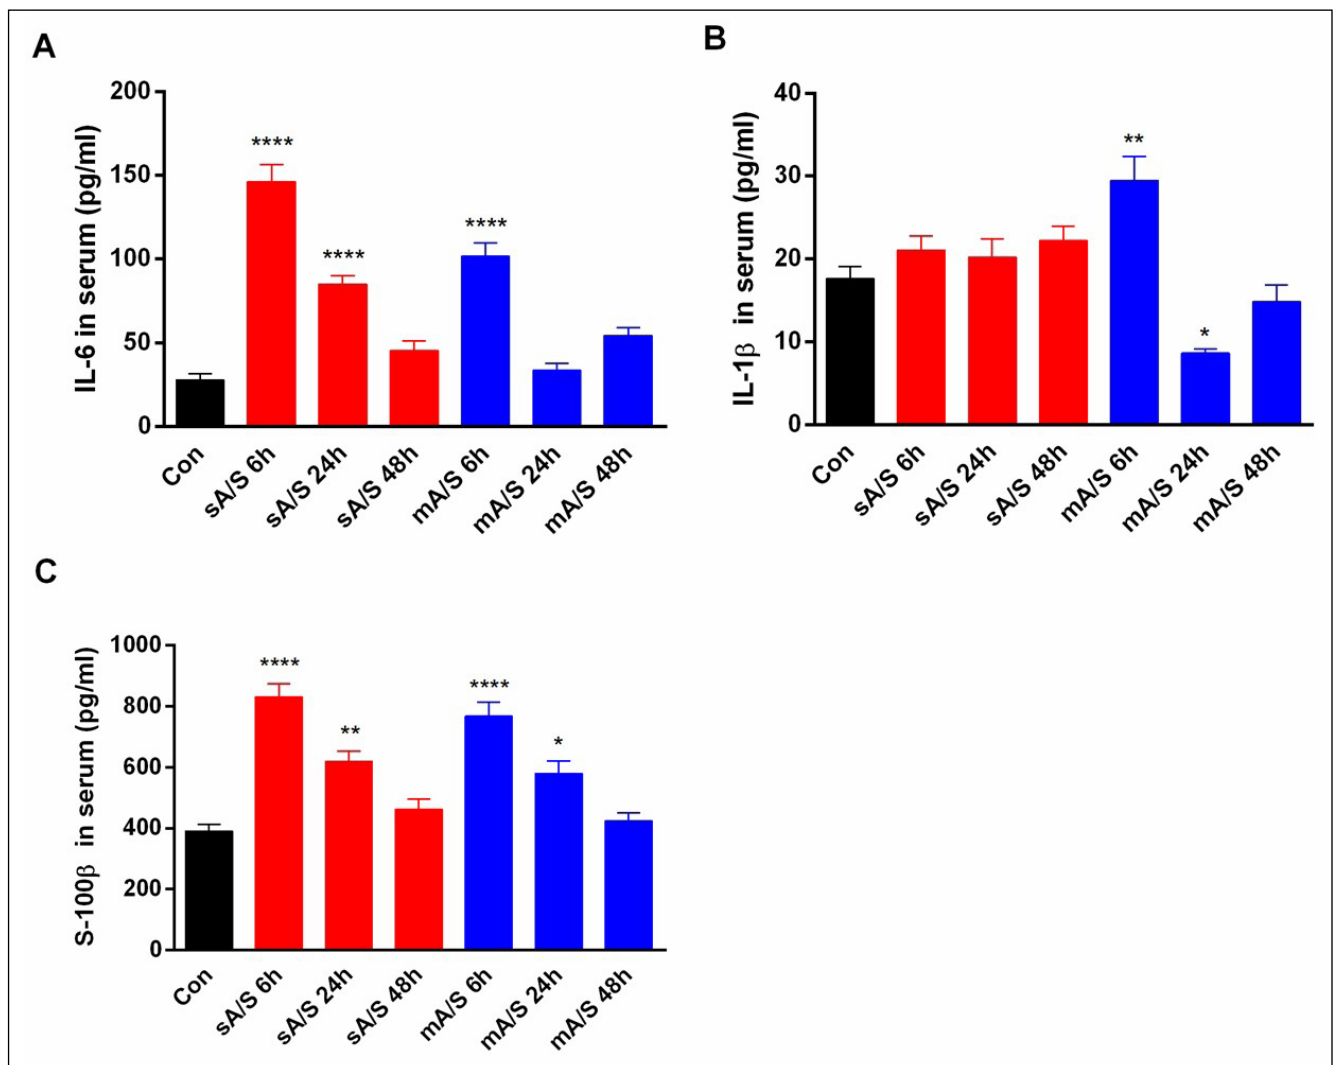 A
IL-6 in serum (pg/ml)
200
150
100
50
0
****
****
****
Con
sA/S 6h
sA/S 24h
sA/S 48h
mA/S 6h
mA/S 24h
mA/S 48h
B
IL-1β in serum (pg/ml)
40
30
20
10
0
**
*
Con
sA/S 6h
sA/S 24h
sA/S 48h
mA/S 6h
mA/S 24h
mA/S 48h
C
S-100β in serum (pg/ml)
1000
800
600
400
200
0
****
**
****
*
Con
sA/S 6h
sA/S 24h
sA/S 48h
mA/S 6h
mA/S 24h
mA/S 48h